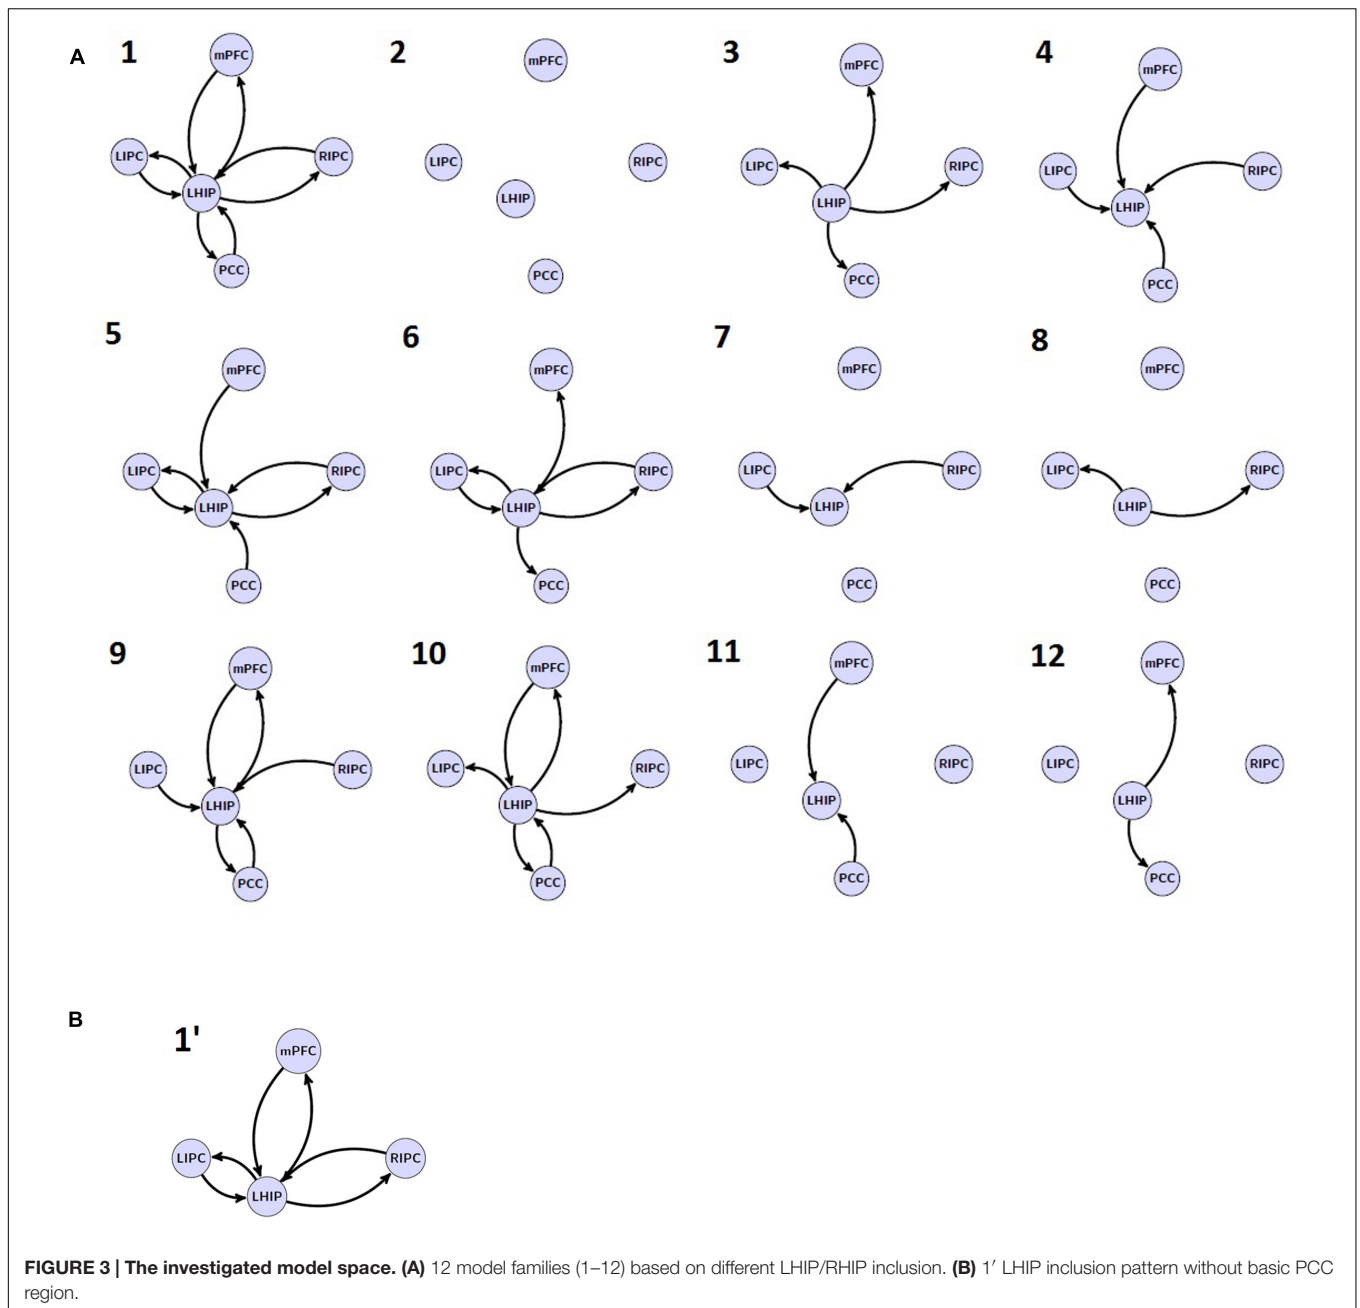 A
1
mPFC
LIPC
RIPC
LHIP
PCC
2
mPFC
LIPC
RIPC
LHIP
PCC
3
mPFC
LIPC
RIPC
LHIP
PCC
4
mPFC
LIPC
RIPC
LHIP
PCC
5
mPFC
LIPC
RIPC
LHIP
PCC
6
mPFC
LIPC
RIPC
LHIP
PCC
7
mPFC
LIPC
RIPC
LHIP
PCC
8
mPFC
LIPC
RIPC
LHIP
PCC
9
mPFC
LIPC
RIPC
LHIP
PCC
10
mPFC
LIPC
RIPC
LHIP
PCC
11
mPFC
LIPC
RIPC
LHIP
PCC
12
mPFC
LIPC
RIPC
LHIP
PCC
B
1'
mPFC
LIPC
RIPC
LHIP
FIGURE 3 | The investigated model space. (A) 12 model families (1–12) based on different LHIP/RHIP inclusion. (B) 1′ LHIP inclusion pattern without basic PCC
region.